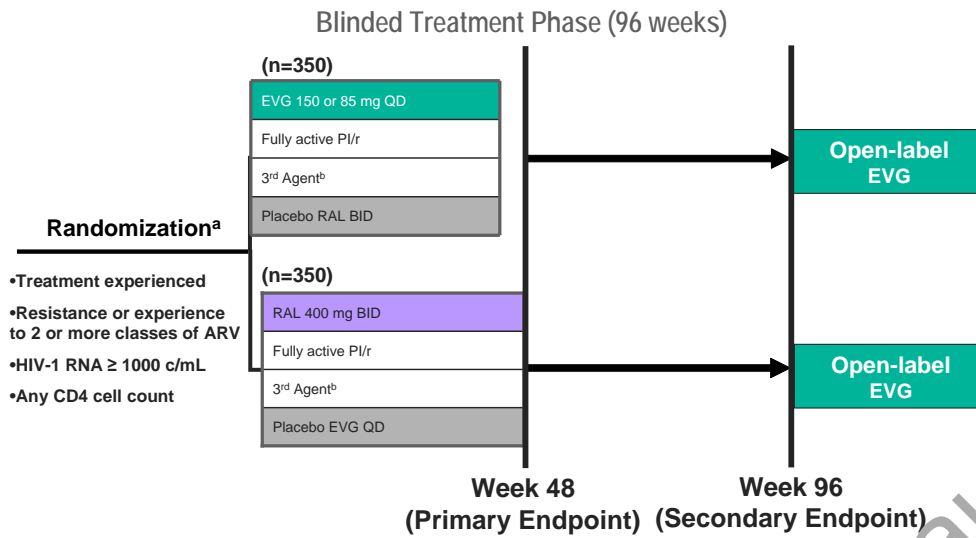 Blinded Treatment Phase (96 weeks)
(n=350)
EVG 150 or 85 mg QD
Fully active PI/r
3rd Agentb
Placebo RAL BID
Open-label
EVG
Randomizationa
•Treatment experienced
•Resistance or experience
to 2 or more classes of ARV
•HIV-1 RNA ≥ 1000 c/mL
•Any CD4 cell count
(n=350)
RAL 400 mg BID
Fully active PI/r
3rd Agentb
Placebo EVG QD
Open-label
EVG
Week 48
(Primary Endpoint)
Week 96
(Secondary Endpoint)